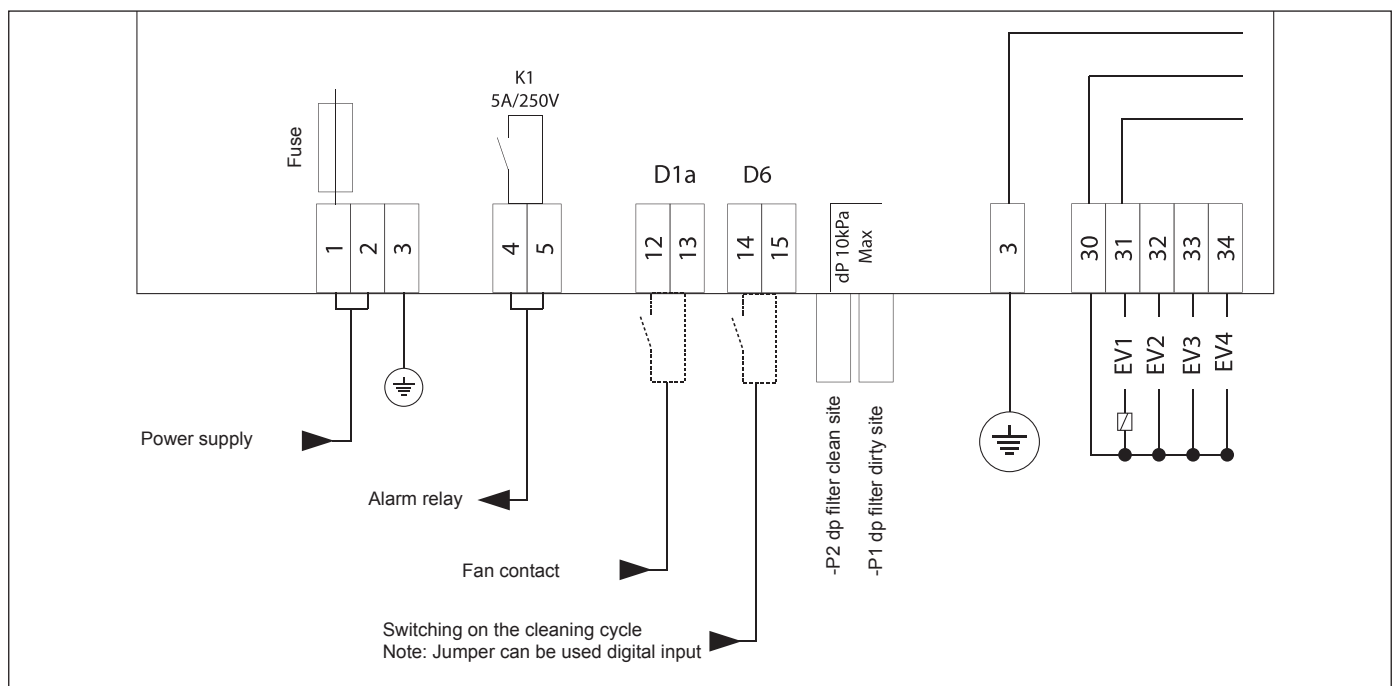 K1
5A/250V
Fuse
D1a
D6
1
2
3
4
5
12
13
14
15
dP 10kPa
Max
3
30
31
32
33
34
EV1
EV2
EV3
EV4
Power supply
Alarm relay
Fan contact
Switching on the cleaning cycle
Note: Jumper can be used digital input
-P2 dp filter clean site
-P1 dp filter dirty site